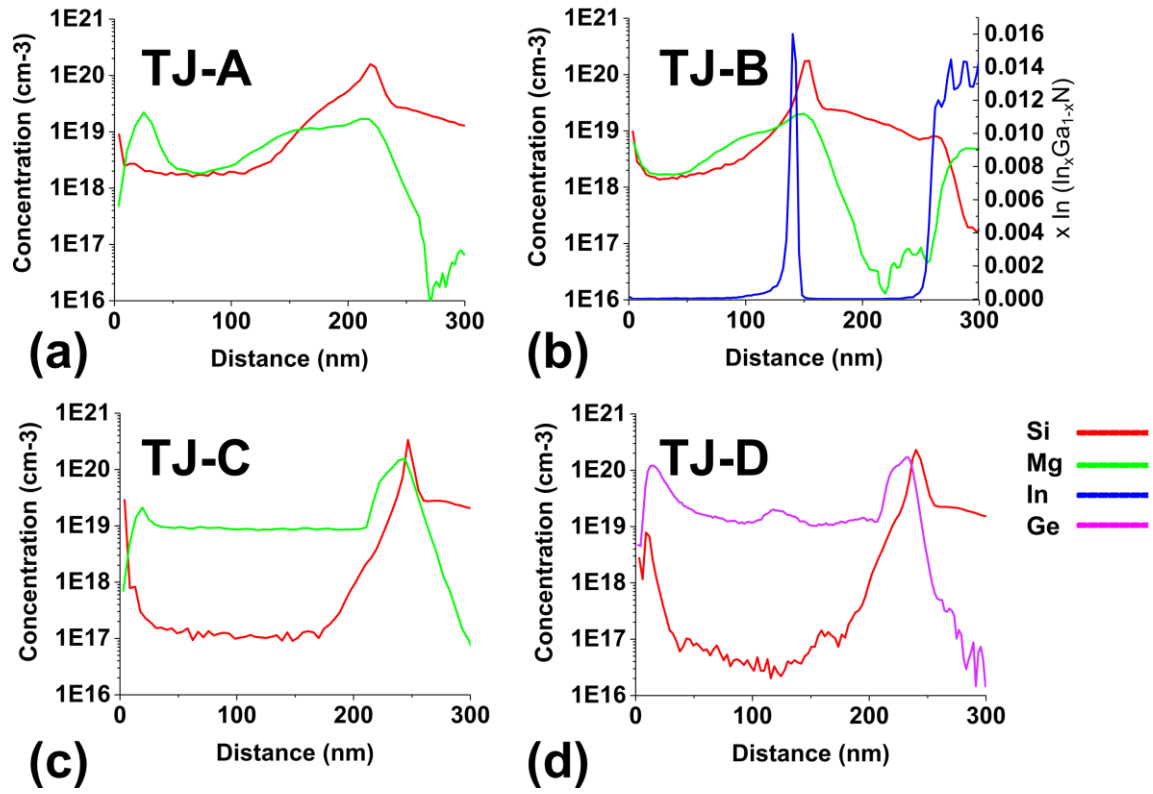 1E21
1E20
1E19
1E18
1E17
1E16
Concentration (cm-3)
TJ-A
0
100
200
300
Distance (nm)
(a)
1E21
1E20
1E19
1E18
1E17
1E16
Concentration (cm-3)
TJ-B
0.016
0.014
0.012
0.010
0.008
0.006
0.004
0.002
0.000
x In (InxGa1-xN)
0
100
200
300
Distance (nm)
(b)
1E21
1E20
1E19
1E18
1E17
1E16
Concentration (cm-3)
TJ-C
0
100
200
300
Distance (nm)
(c)
1E21
1E20
1E19
1E18
1E17
1E16
Concentration (cm-3)
TJ-D
0
100
200
300
Distance (nm)
(d)
Si
Mg
In
Ge